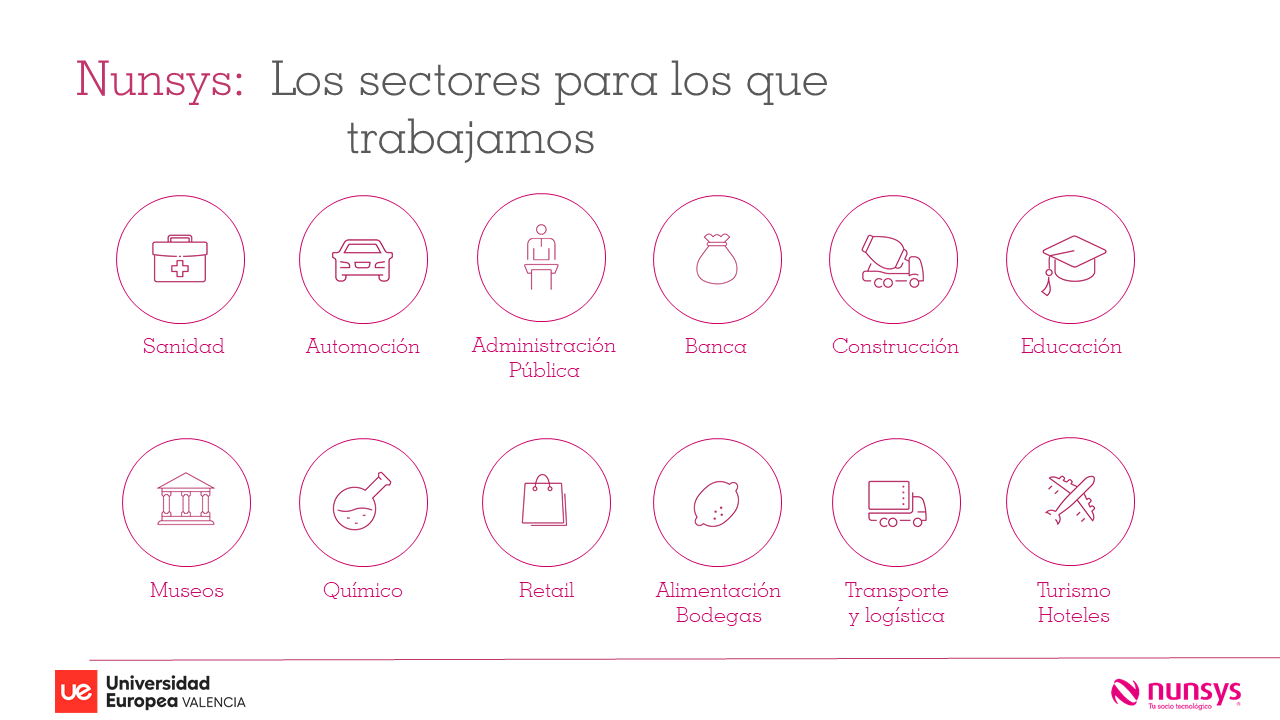 Nunsys: Los sectores para los que
trabajamos
Sanidad
Automoción
Administración
Pública
Banca
Construcción
Educación
Museos
Químico
Retail
Alimentación
Bodegas
Transporte
y logística
Turismo
Hoteles
ue Universidad
Europea VALENCIA
nunsys
Tu socio tecnológico